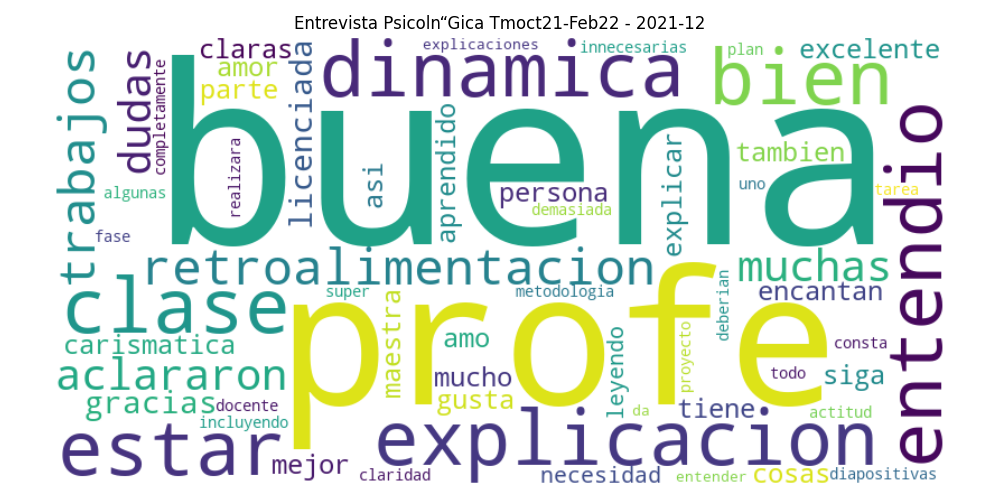 Entrevista Psicoln“Gica Tmoct21-Feb22 - 2021-12
claras
explicaciones
innecesarias
plan
excelente
amor
dinamica
bien
parte
dudas
completamente
licenciada
trabajos
buena
entendio
realizara
asi
aprendido
persona
demasiada
explicar
tambien
uno
tarea
algunas
fase
retroalimentacion
muchas
clase
super
metodologia
encantan
deberian
profe
maestra
amo
carismatica
consta
aclararon
mucho
leyendo
proyecto
todo
siga
gracias
docente
gusta
da
tiene
actitud
incluyendo
estar
explicacion
mejor
claridad
necesidad
entender
cosas
diapositivas